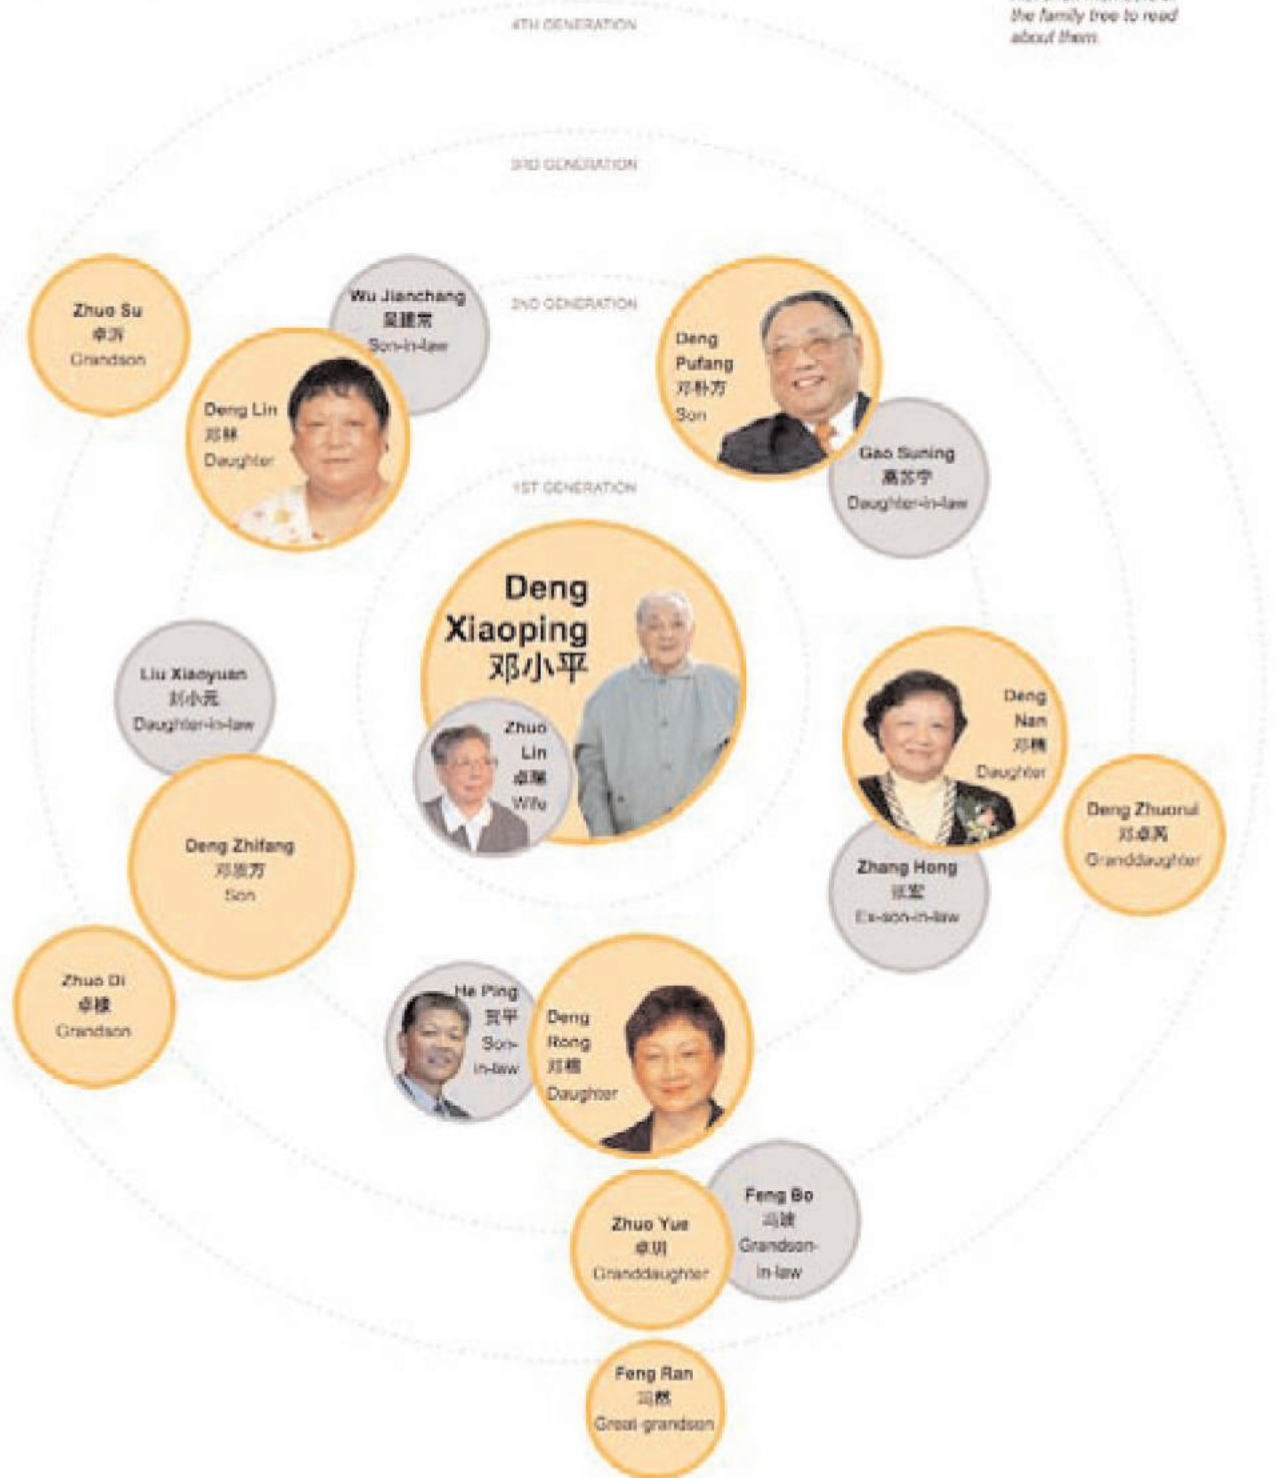 the family tree to read
about them.
4TH GENERATION
3RD GENERATION
2ND GENERATION
1ST GENERATION
Zhuo Su
卓
Grandson
Wu Jianchang
吴建常
Son-in-law
Deng Lin
邓林
Daughter
Deng
Pufang
邓朴方
Son
Gao Suning
高苏宁
Daughter-in-law
Deng
Xiaoping
邓小平
Zhuo
Lin
卓琳
Wife
Liu Xiaoyuan
刘小元
Daughter-in-law
Deng Zhifang
邓质方
Son
Zhuo Di
卓棣
Grandson
Deng
Nan
邓楠
Daughter
Zhang Hong
张宏
Ex-son-in-law
Deng Zhuorui
邓卓芮
Granddaughter
He Ping
贺平
Son-
in-law
Deng
Rong
邓榕
Daughter
Zhuo Yue
卓玥
Granddaughter
Feng Bo
冯波
Grandson-
in-law
Feng Ran
冯然
Great-grandson